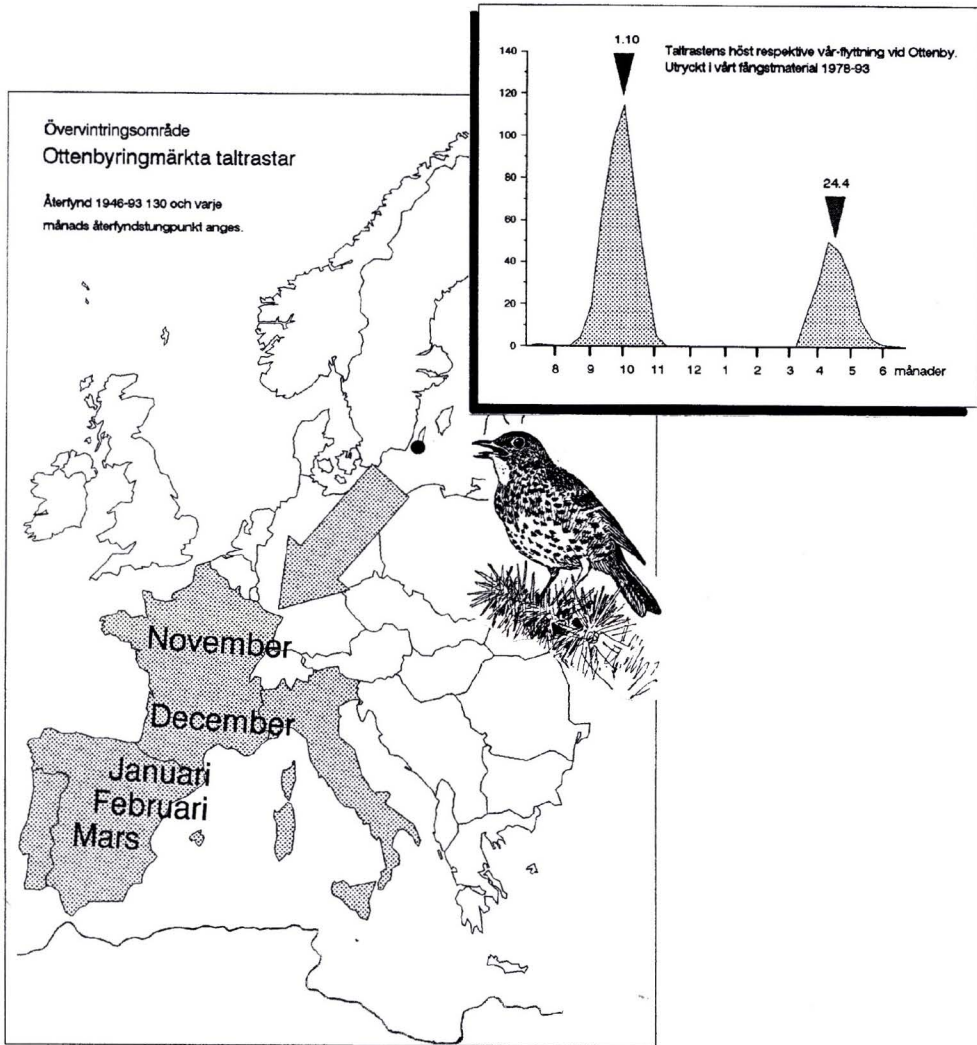 Övervintringsområde
Ottenbyringmärkta taltrastar
Återfynd 1946-93 130 och varje
månads återfyndstungpunkt anges.
November
December
Januari
Februari
Mars
Taltrastens höst respektive vår-flyttning vid Ottenby.
Utryckt i vårt fångstmaterial 1978-93
1.10
24.4
140
120
100
80
60
40
20
0
8 9 10 11 12 1 2 3 4 5 6 månader